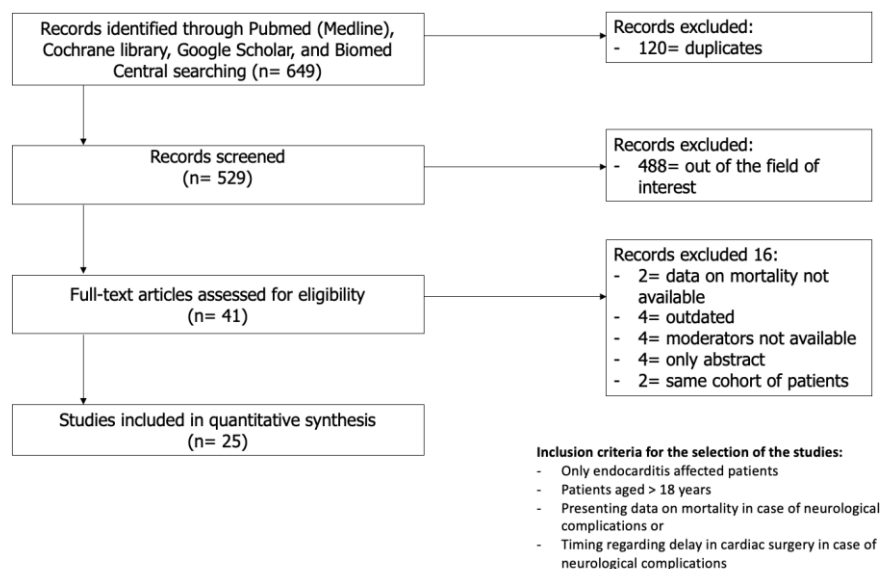 Records identified through Pubmed (Medline),
Cochrane library, Google Scholar, and Biomed
Central searching (n= 649)
Records excluded:
- 120= duplicates
Records screened
(n= 529)
Records excluded:
- 488= out of the field of
interest
Full-text articles assessed for eligibility
(n= 41)
Records excluded 16:
- 2= data on mortality not
available
- 4= outdated
- 4= moderators not available
- 4= only abstract
- 2= same cohort of patients
Studies included in quantitative synthesis
(n= 25)
Inclusion criteria for the selection of the studies:
- Only endocarditis affected patients
- Patients aged > 18 years
- Presenting data on mortality in case of neurological
complications or
- Timing regarding delay in cardiac surgery in case of
neurological complications